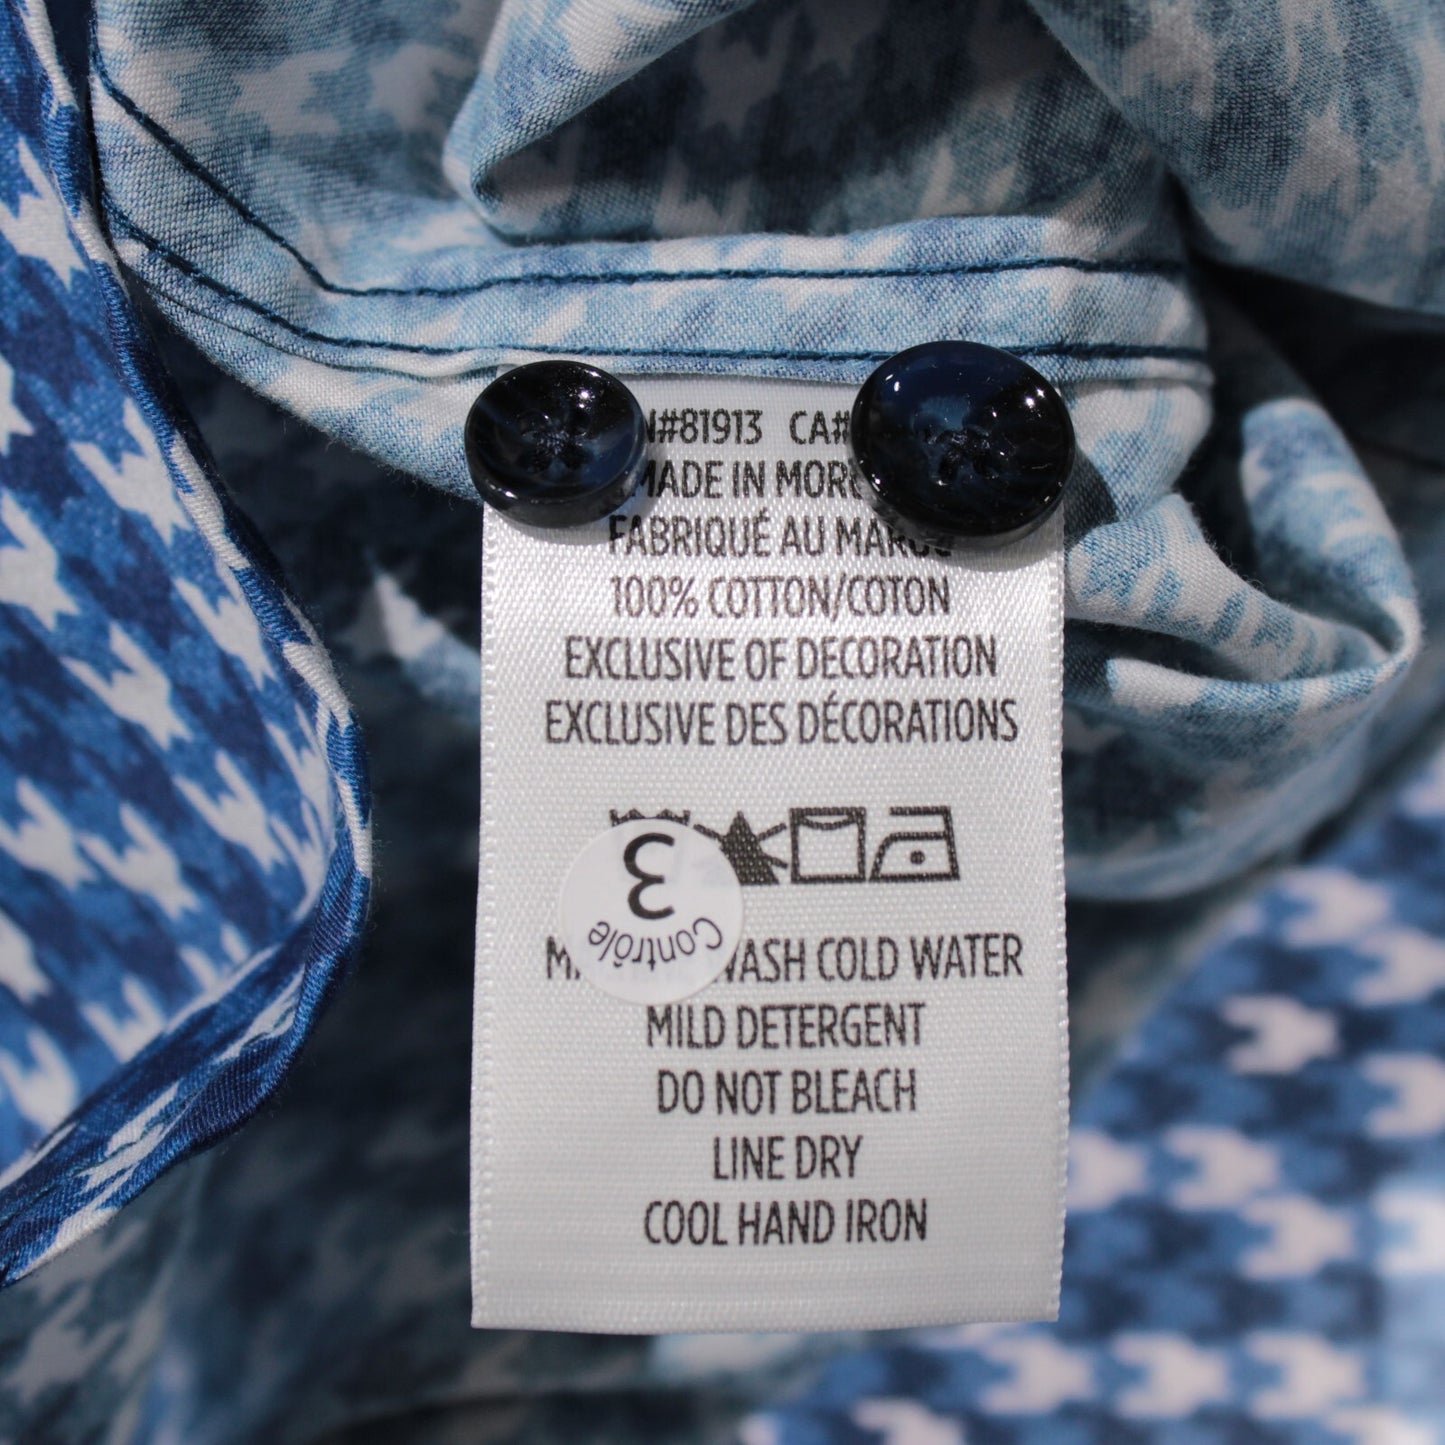 N#81913 CA#
MADE IN MOR
FABRIQUÉ AU MAROC
100% COTTON/COTON
EXCLUSIVE OF DECORATION
EXCLUSIVE DES DÉCORATIONS
3
Contrôle
WASH COLD WATER
MILD DETERGENT
DO NOT BLEACH
LINE DRY
COOL HAND IRON